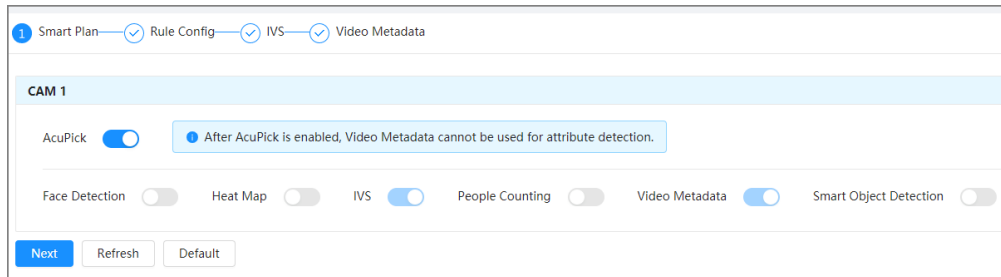 1 Smart Plan Rule Config IVS Video Metadata
CAM 1
AcuPick After AcuPick is enabled, Video Metadata cannot be used for attribute detection.
Face Detection Heat Map IVS People Counting Video Metadata Smart Object Detection
Next Refresh Default